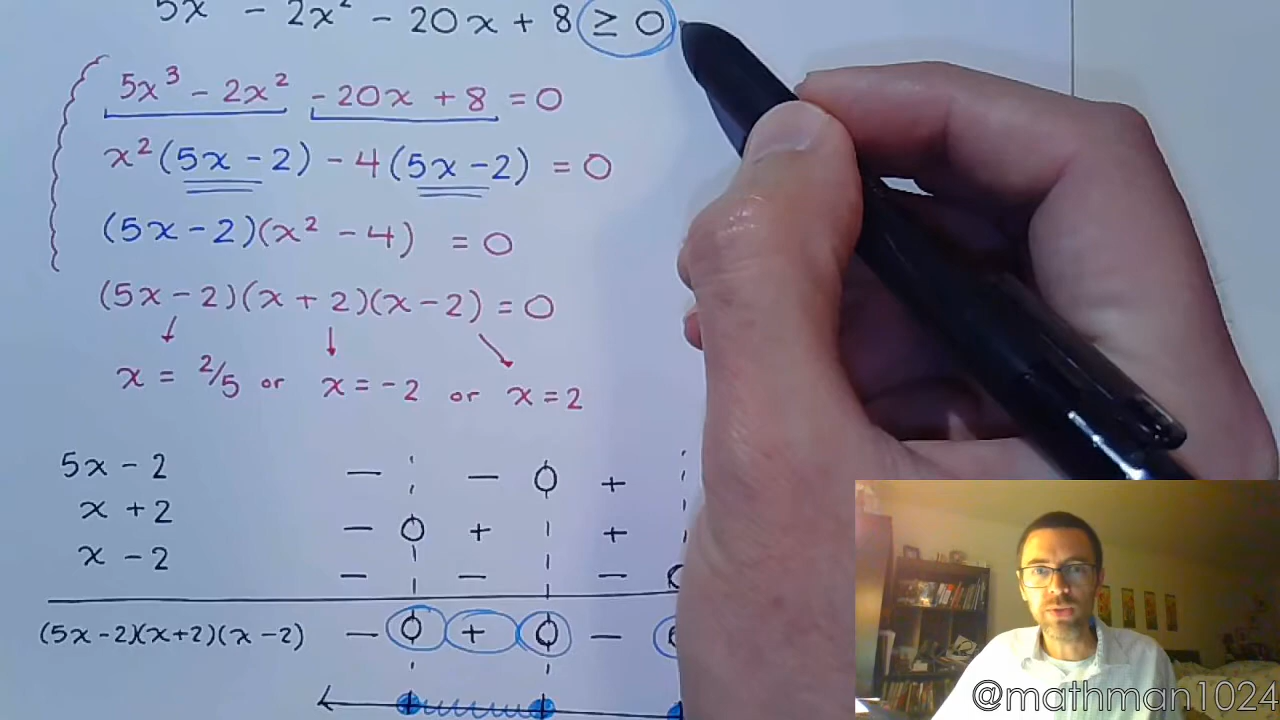 5x - 2x² - 20x + 8 ≥ 0
5x³ - 2x² - 20x + 8 = 0
x²(5x - 2) - 4(5x - 2) = 0
(5x - 2)(x² - 4) = 0
(5x - 2)(x + 2)(x - 2) = 0
x = 2/5 or x = -2 or x = 2
5x - 2 - - 0 +
x + 2 - 0 + +
x - 2 - - - 0
(5x - 2)(x + 2)(x - 2) - 0 + 0 - 0
@mathman1024